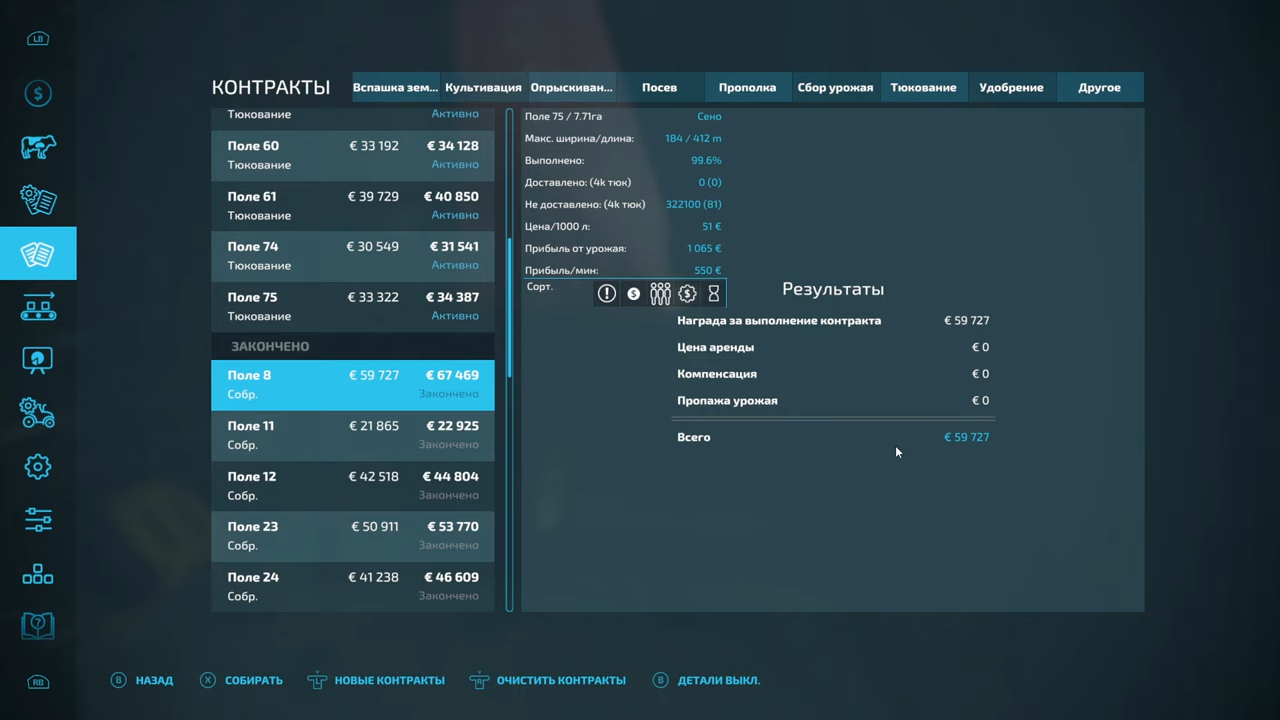 LB
КОНТРАКТЫ
Вспашка зем... Культивация Опрыскиван... Посев Прополка Сбор урожая Тюкование Удобрение Другое
Тюкование Активно
Поле 60 € 33 192 € 34 128
Тюкование Активно
Поле 61 € 39 729 € 40 850
Тюкование Активно
Поле 74 € 30 549 € 31 541
Тюкование Активно
Поле 75 € 33 322 € 34 387
Тюкование Активно
ЗАКОНЧЕНО
Поле 8 € 59 727 € 67 469
Собр. Закончено
Поле 11 € 21 865 € 22 925
Собр. Закончено
Поле 12 € 42 518 € 44 804
Собр. Закончено
Поле 23 € 50 911 € 53 770
Собр. Закончено
Поле 24 € 41 238 € 46 609
Собр. Закончено
Поле 75 / 7.71га Сено
Макс. ширина/длина: 184 / 412 m
Выполнено: 99.6%
Доставлено: (4k тюк) 0 (0)
Не доставлено: (4k тюк) 322100 (81)
Цена/1000 л: 51 €
Прибыль от урожая: 1 065 €
Прибыль/мин: 550 €
Сорт.
Результаты
Награда за выполнение контракта € 59 727
Цена аренды € 0
Компенсация € 0
Пропажа урожая € 0
Всего € 59 727
RB
B НАЗАД X СОБИРАТЬ L НОВЫЕ КОНТРАКТЫ R ОЧИСТИТЬ КОНТРАКТЫ B ДЕТАЛИ ВЫКЛ.